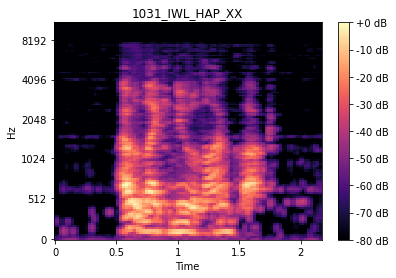 1031_IWL_HAP_XX
+0 dB
8192
-10 dB
4096
-20 dB
-30 dB
2048
Hz
-40 dB
1024
-50 dB
512
-60 dB
-70 dB
0
-80 dB
0 0.5 1 1.5 2
Time